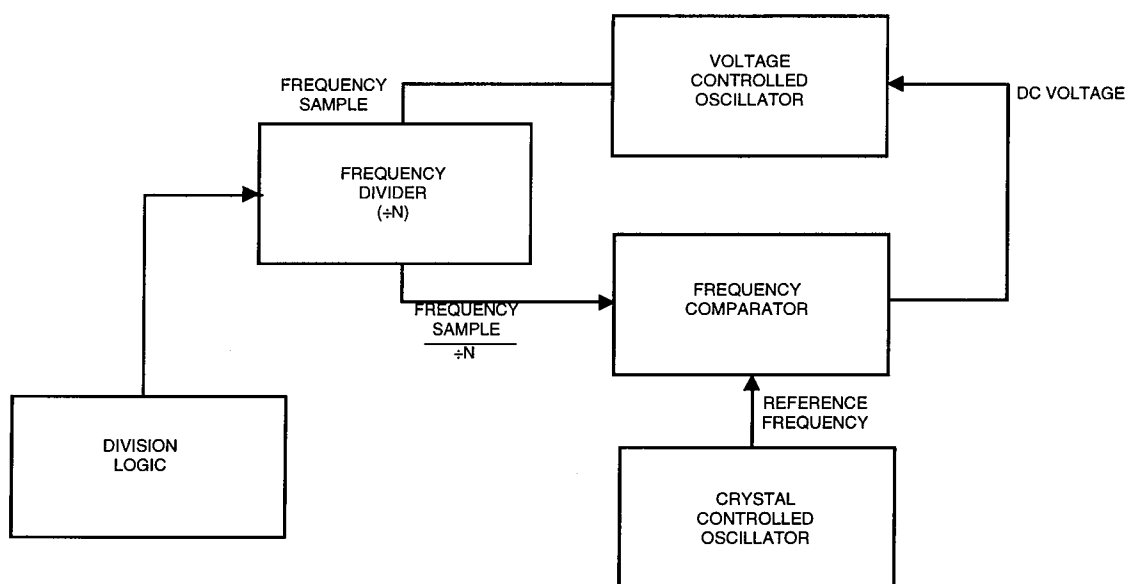 VOLTAGE
CONTROLLED
OSCILLATOR
FREQUENCY
SAMPLE
DC VOLTAGE
FREQUENCY
DIVIDER
(÷N)
FREQUENCY
COMPARATOR
FREQUENCY
SAMPLE
÷N
REFERENCE
FREQUENCY
DIVISION
LOGIC
CRYSTAL
CONTROLLED
OSCILLATOR